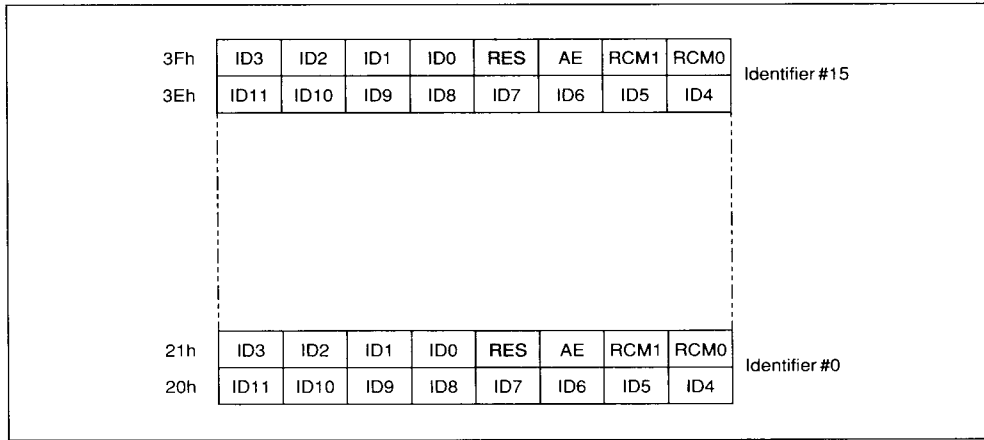 3Fh ID3 ID2 ID1 ID0 RES AE RCM1 RCM0
Identifier #15
3Eh ID11 ID10 ID9 ID8 ID7 ID6 ID5 ID4
21h ID3 ID2 ID1 ID0 RES AE RCM1 RCM0
Identifier #0
20h ID11 ID10 ID9 ID8 ID7 ID6 ID5 ID4